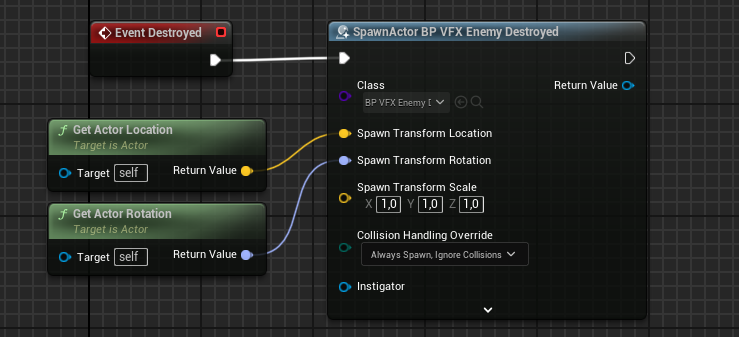 Event Destroyed
SpawnActor BP VFX Enemy Destroyed
Class
BP VFX Enemy D
Return Value
Get Actor Location
Target is Actor
Target self Return Value
Spawn Transform Location
Spawn Transform Rotation
Spawn Transform Scale
X 1,0 Y 1,0 Z 1,0
Get Actor Rotation
Target is Actor
Target self Return Value
Collision Handling Override
Always Spawn, Ignore Collisions
Instigator